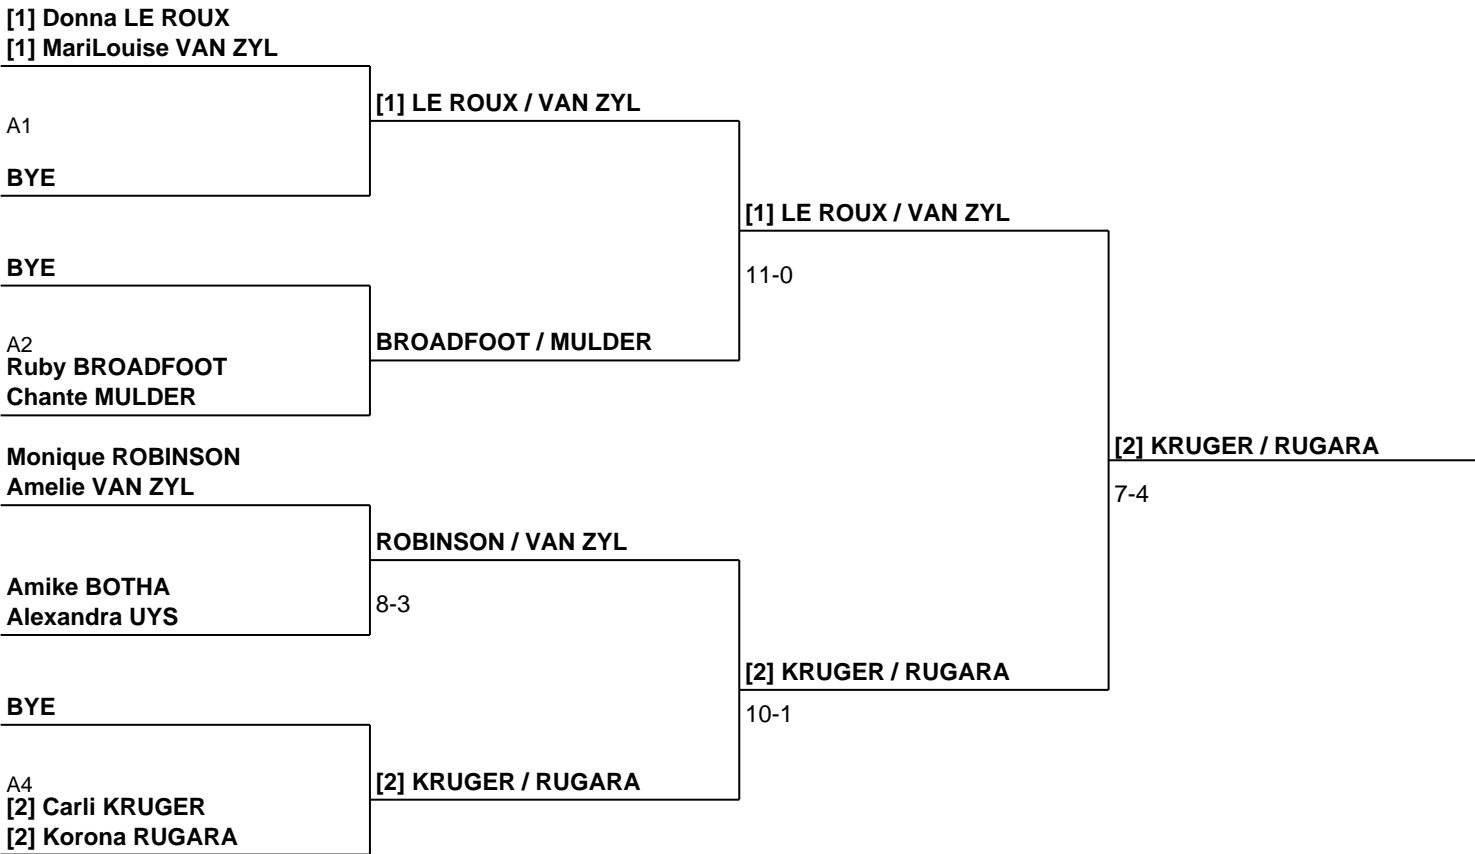 [1] Donna LE ROUX
[1] MariLouise VAN ZYL
[1] LE ROUX / VAN ZYL
A1
BYE
[1] LE ROUX / VAN ZYL
BYE
11-0
A2
BROADFOOT / MULDER
Ruby BROADFOOT
Chante MULDER
Monique ROBINSON
[2] KRUGER / RUGARA
Amelie VAN ZYL
7-4
ROBINSON / VAN ZYL
Amike BOTHA
8-3
Alexandra UYS
[2] KRUGER / RUGARA
BYE
10-1
A4
[2] KRUGER / RUGARA
[2] Carli KRUGER
[2] Korona RUGARA